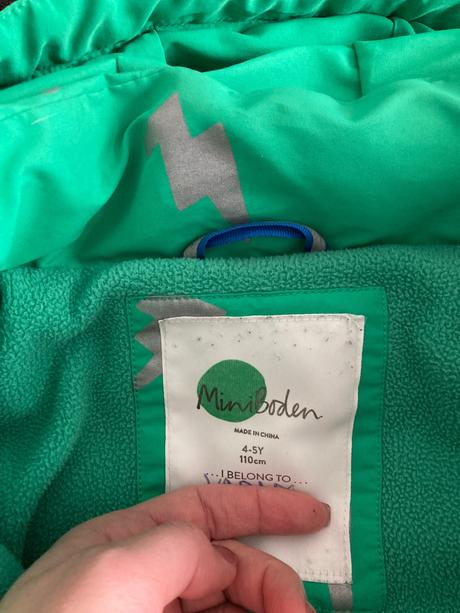 MiniBoden
MADE IN CHINA
4-5Y
110cm
...I BELONG TO...